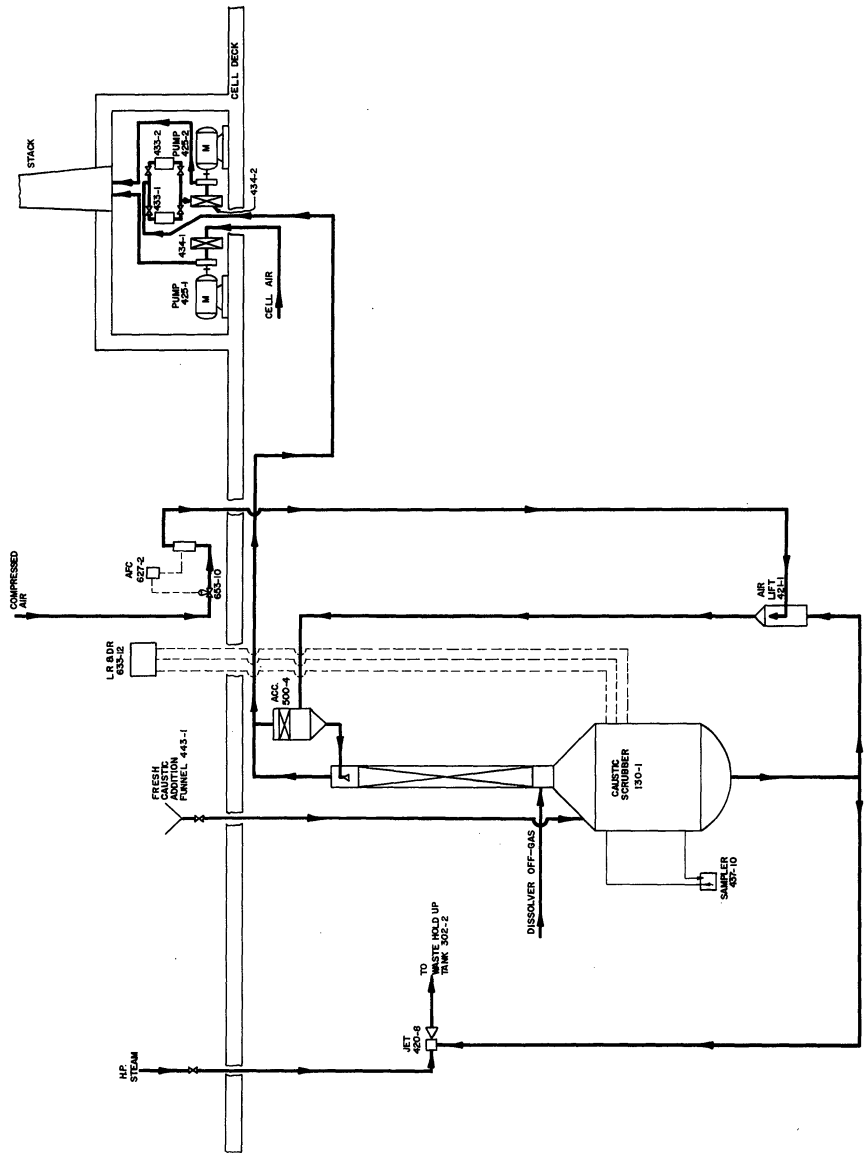 STACK
CELL DECK
433-1
433-2
PUMP
425-2
M
434-2
434-1
PUMP
425-1
M
CELL AIR
COMPRESSED
AIR
AFC
627-2
653-10
L R & D R
633-12
ACC.
500-4
FRESH
CAUSTIC
ADDITION
FUNNEL 443-1
H.P.
STEAM
AIR
LIFT
421-1
CAUSTIC
SCRUBBER
130-1
DISSOLVER OFF-GAS
SAMPLER
437-10
TO
WASTE HOLD UP
TANK 302-2
JET
420-8